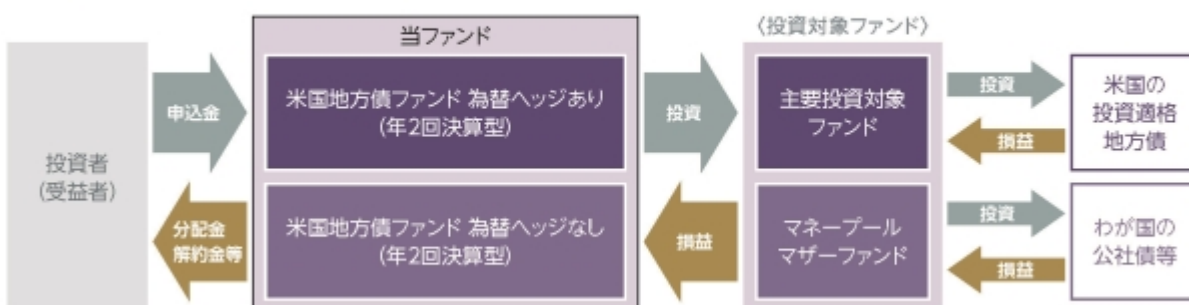 投資者
(受益者)
申込金
分配金
解約金等
当ファンド
米国地方債ファンド 為替ヘッジあり
(年2回決算型)
米国地方債ファンド 為替ヘッジなし
(年2回決算型)
投資
損益
〈投資対象ファンド〉
主要投資対象
ファンド
マネープール
マザーファンド
投資
損益
投資
損益
米国の
投資適格
地方債
わが国の
公社債等